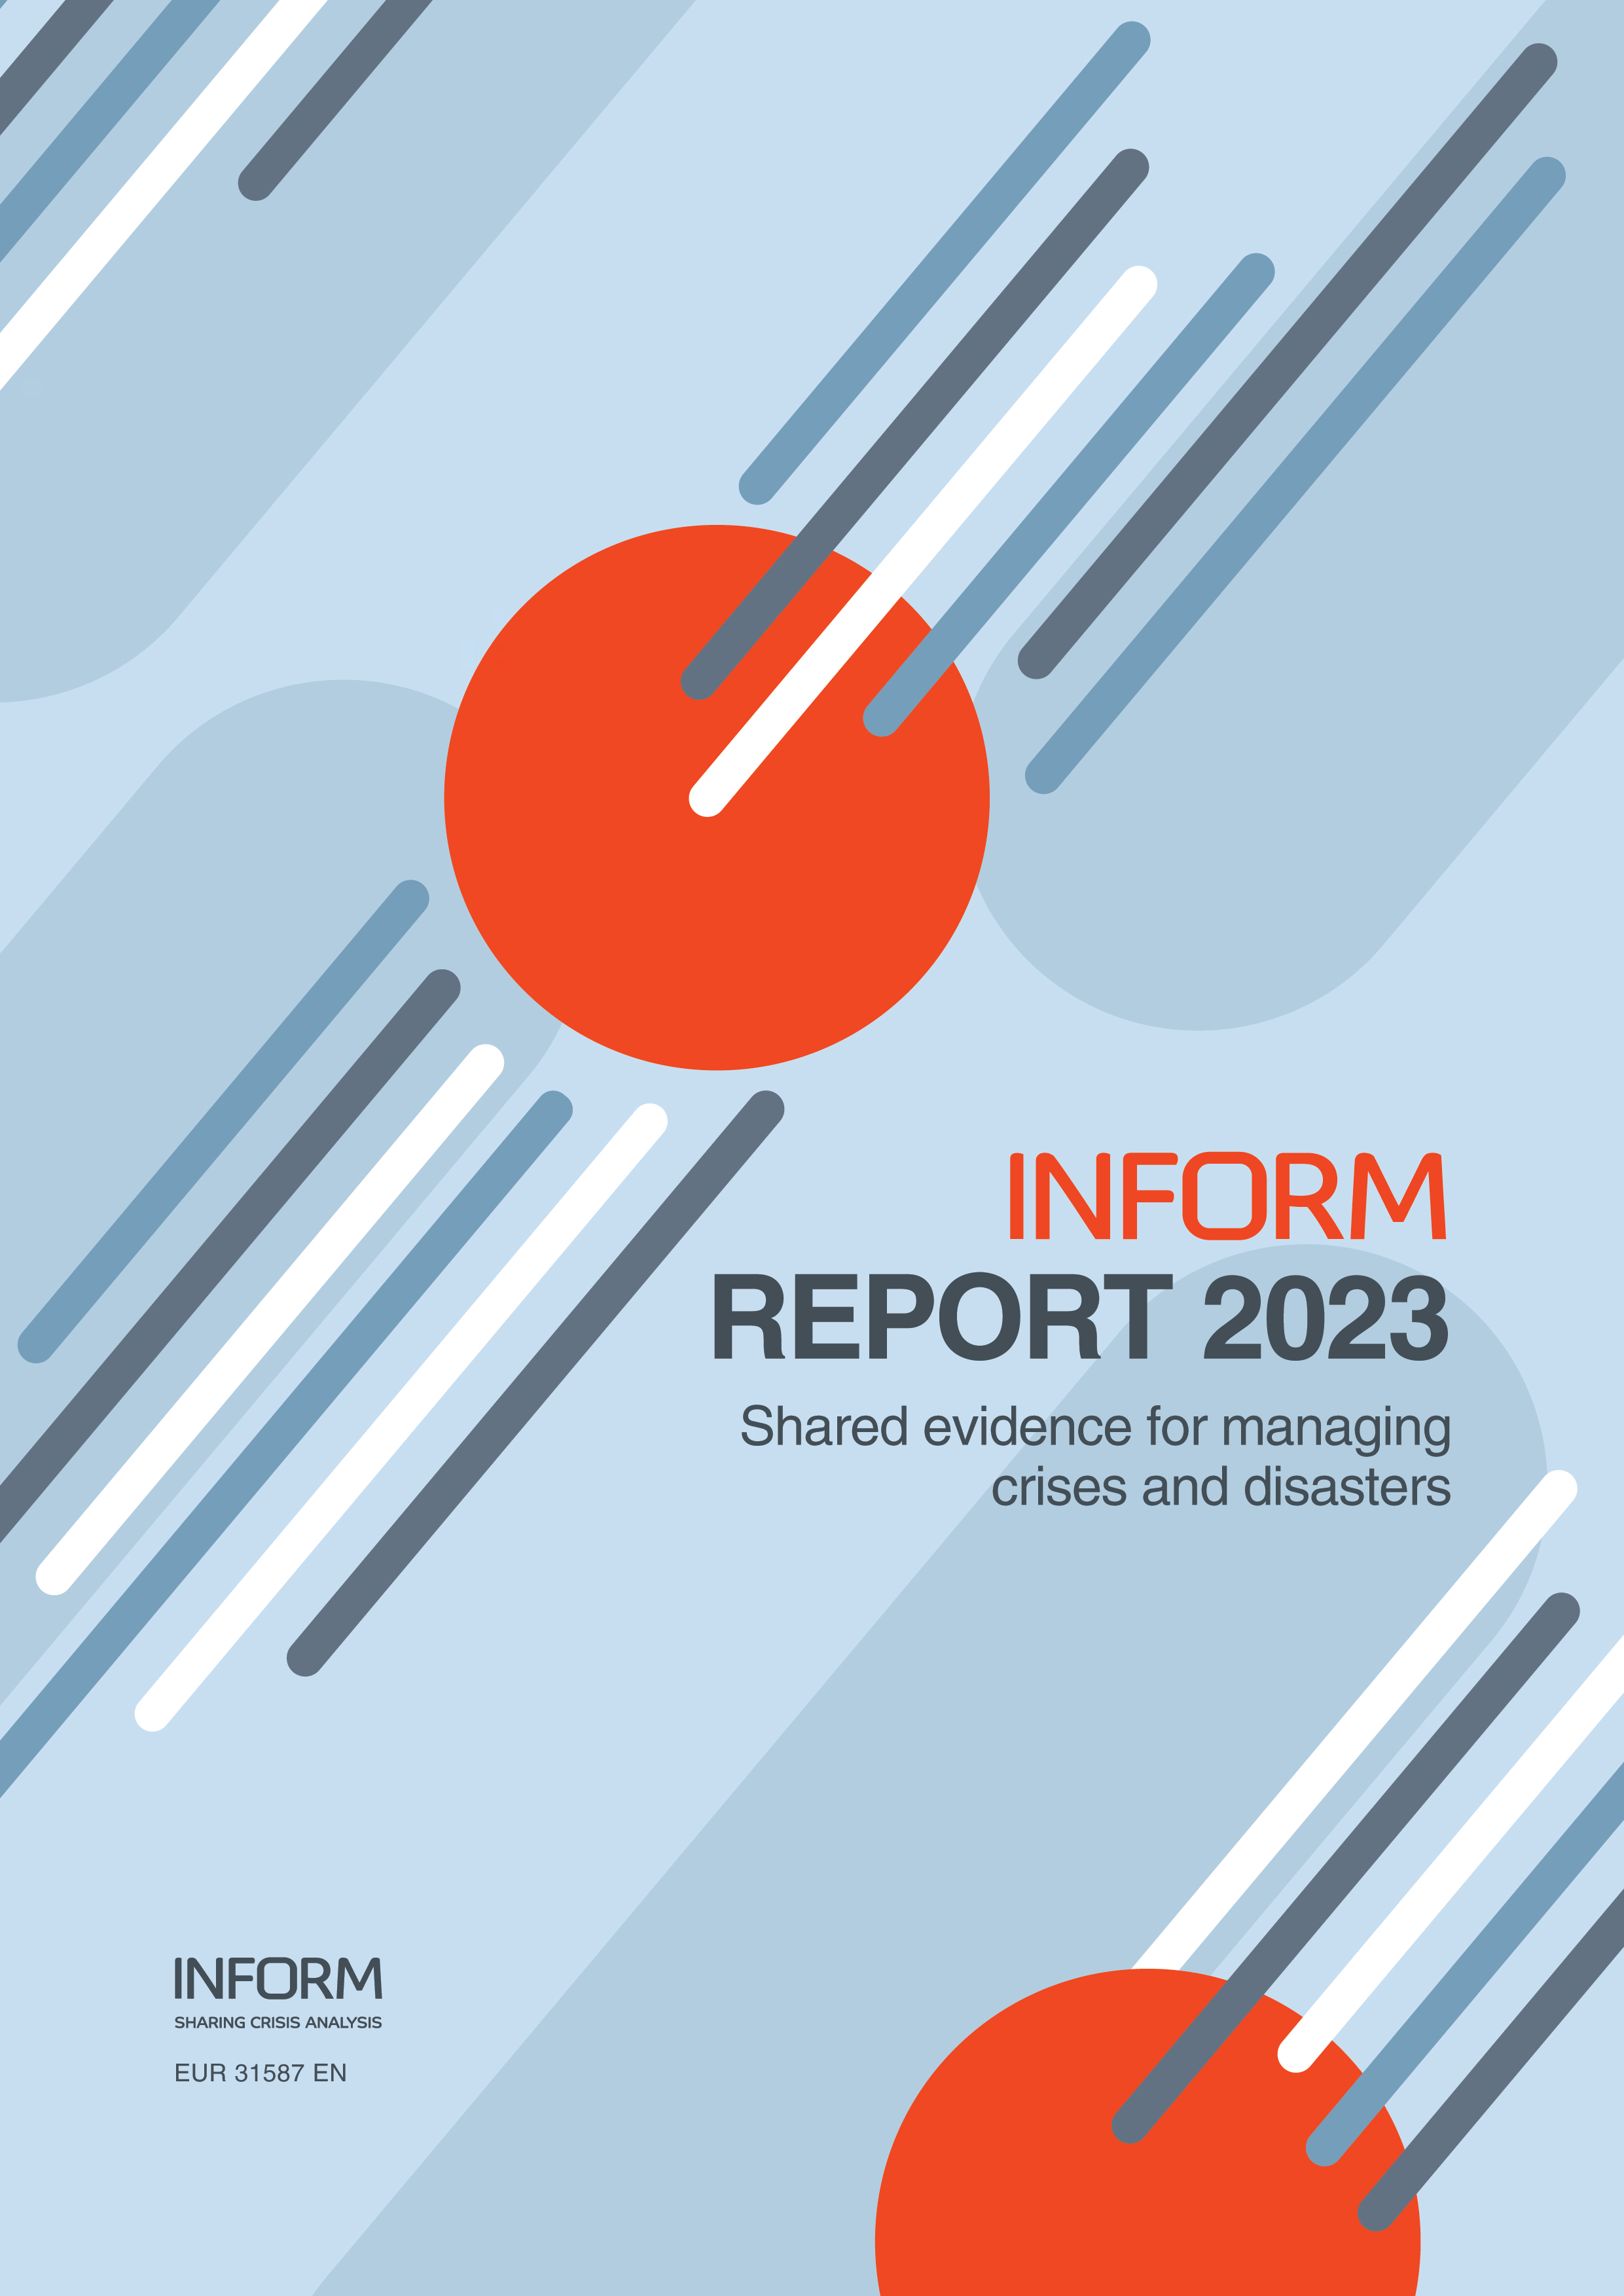 INFORM
REPORT 2023
Shared evidence for managing
crises and disasters
INFORM
SHARING CRISIS ANALYSIS
EUR 31587 EN